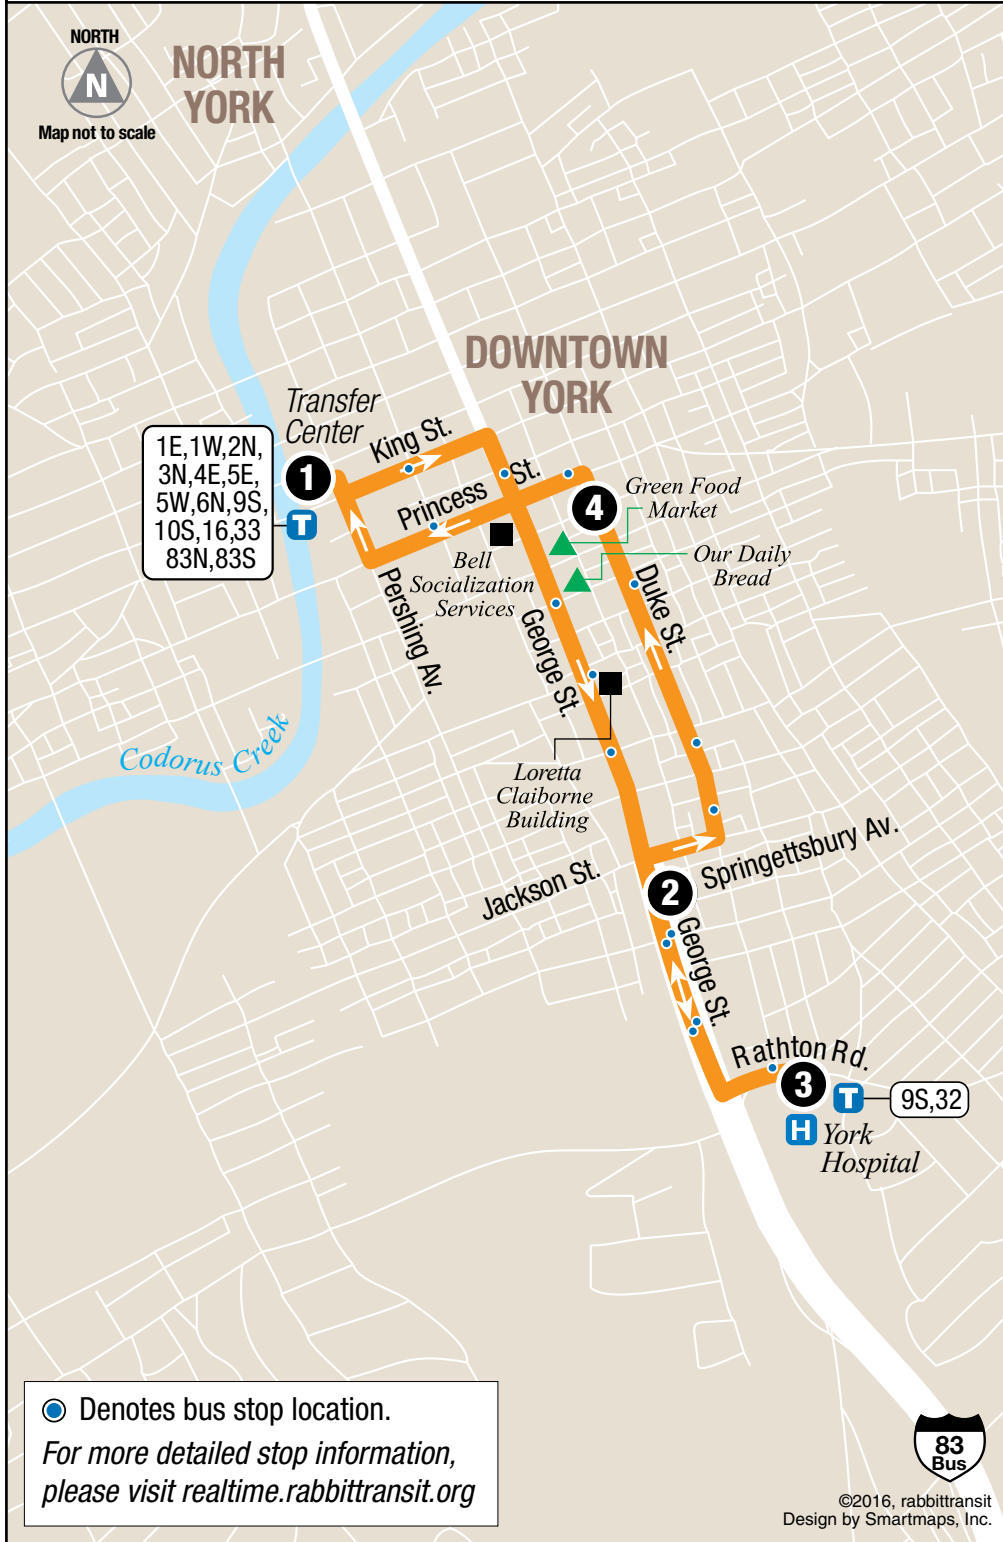 NORTH
N
Map not to scale
NORTH
YORK
DOWNTOWN
YORK
Transfer
Center
1E,1W,2N,
3N,4E,5E,
5W,6N,9S,
10S,16,33
83N,83S
1
T
King St.
Princess St.
4
Green Food
Market
Our Daily
Bread
Bell
Socialization
Services
Pershing Av.
George St.
Duke St.
Codorus Creek
Loretta
Claiborne
Building
Jackson St.
Springettsbury Av.
2
George St.
Rathton Rd.
3
T
9S,32
H
York
Hospital
Denotes bus stop location.
For more detailed stop information,
please visit realtime.rabbittransit.org
83
Bus
©2016, rabbittransit
Design by Smartmaps, Inc.